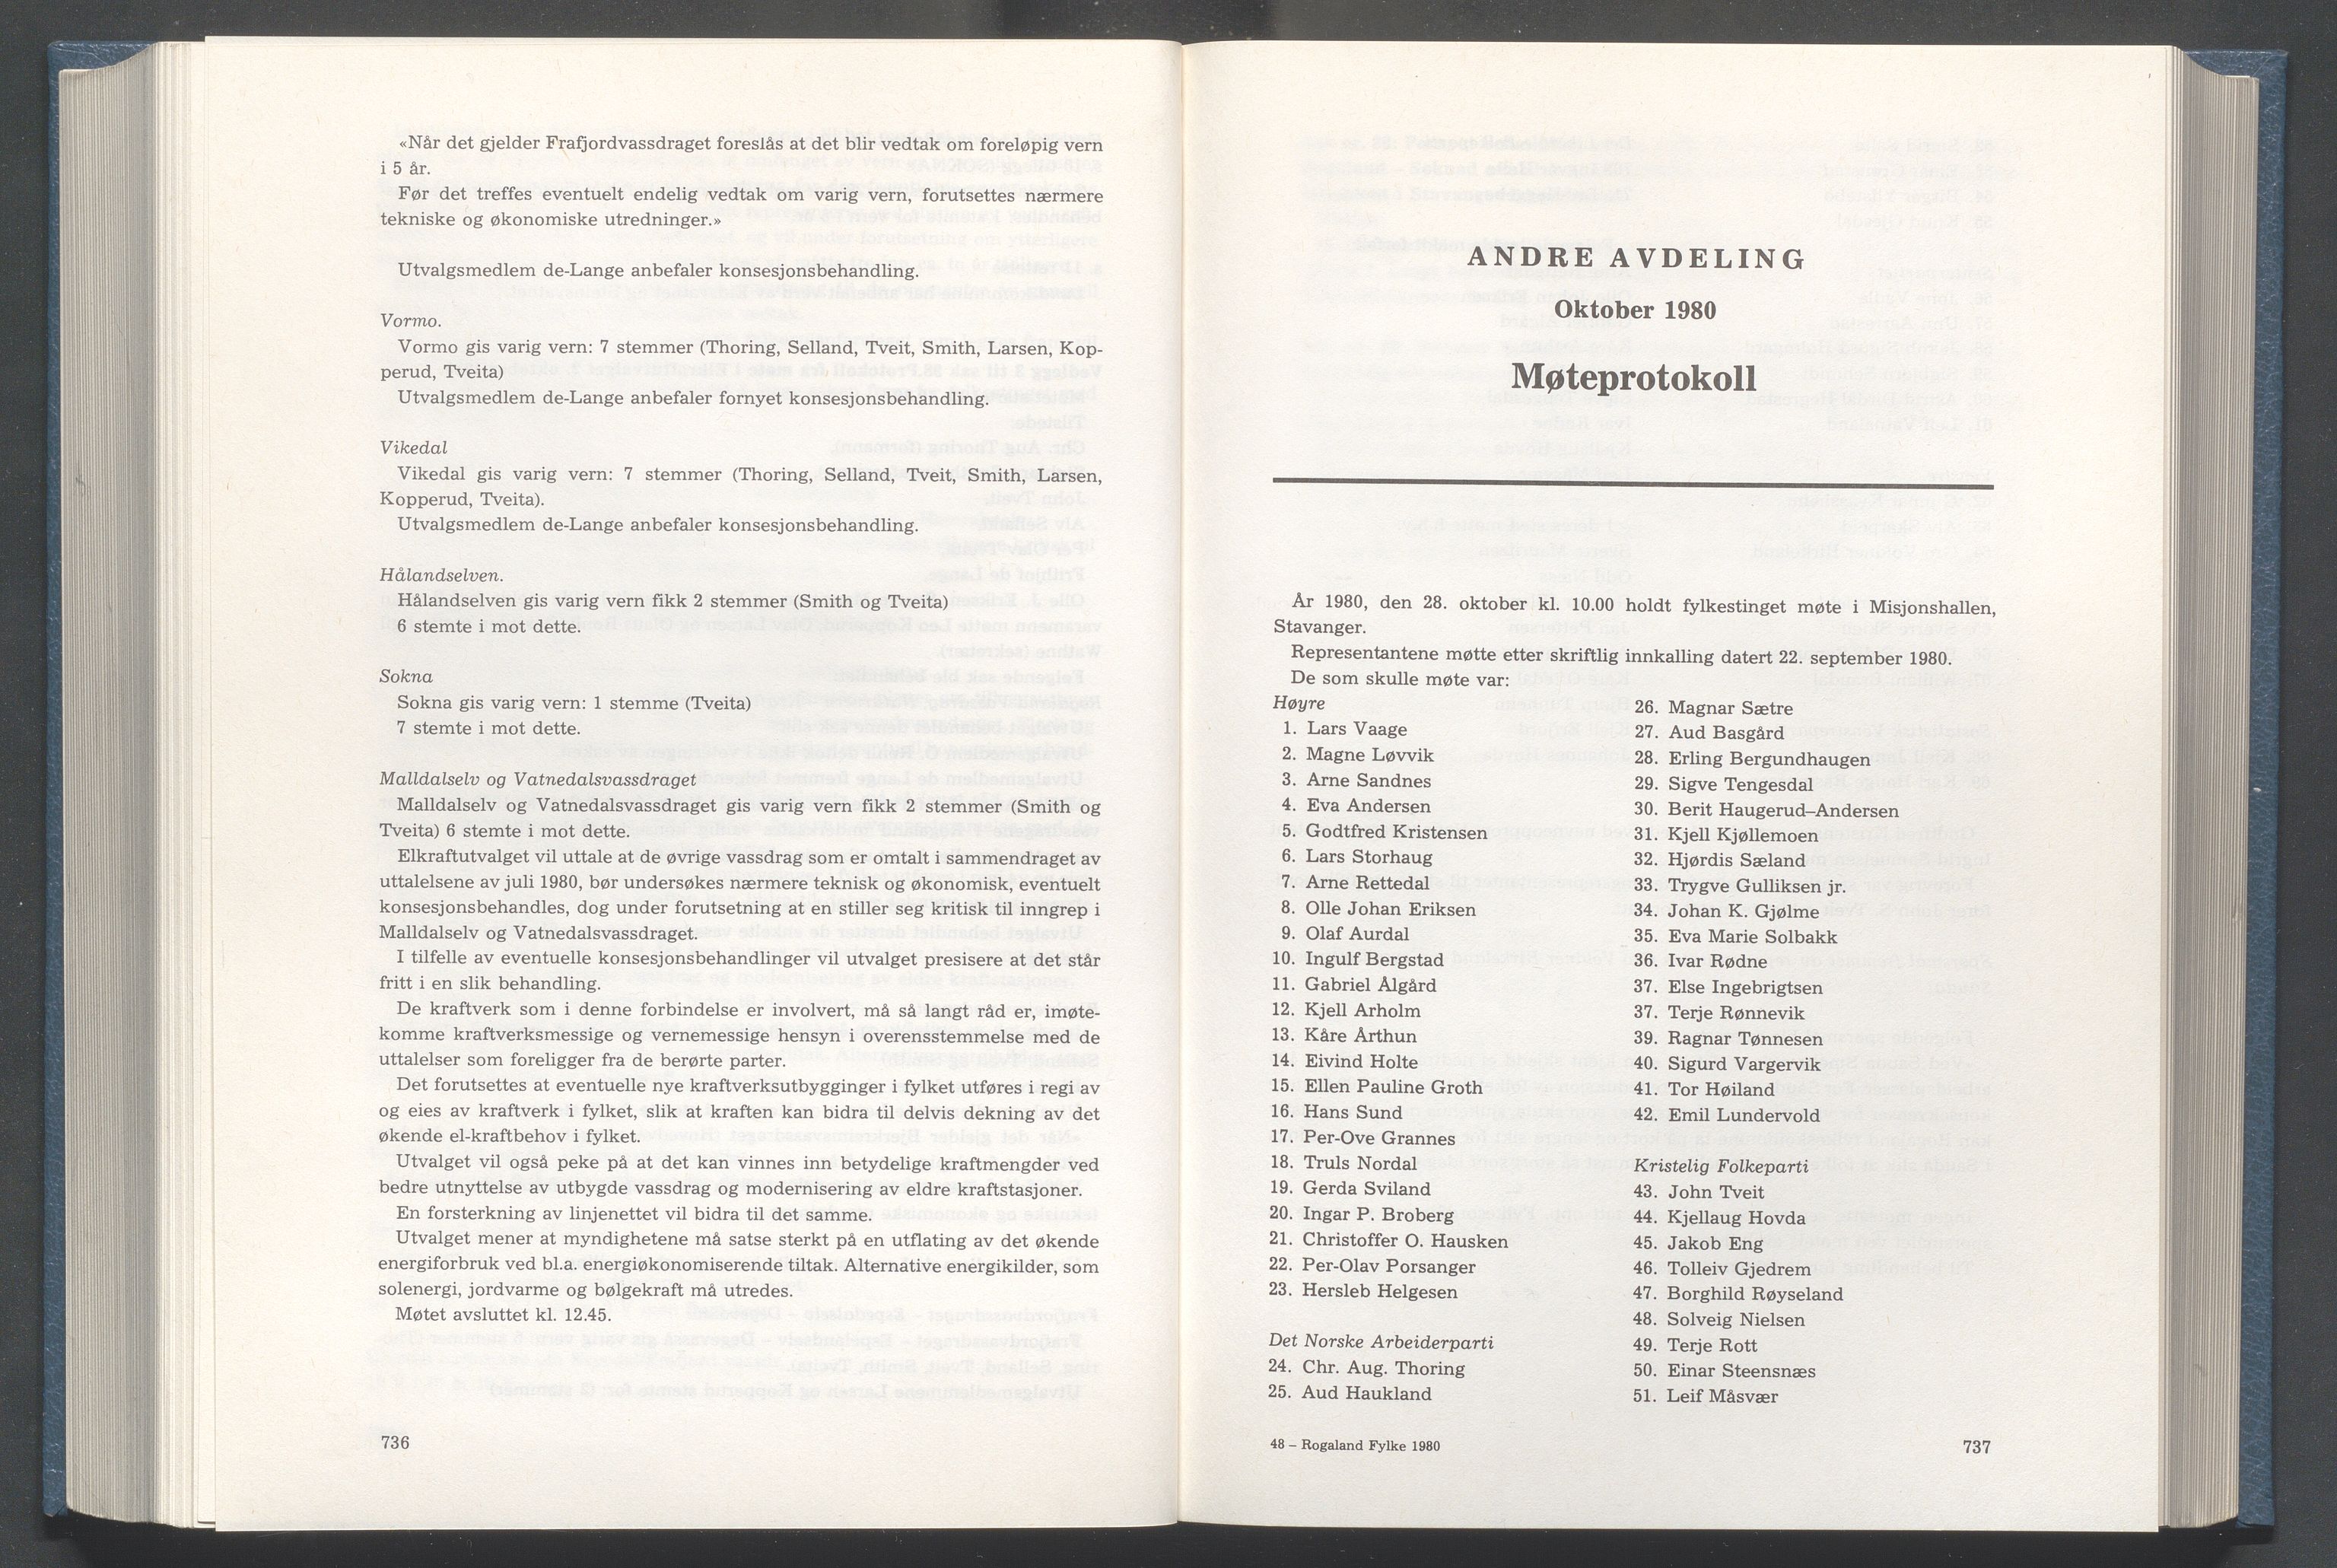 «Når det gjelder Frafjordvassdraget foreslås at det blir vedtak om foreløpig vern
i 5 år.
Før det treffes eventuelt endelig vedtak om varig vern, forutsettes nærmere
tekniske og økonomiske utredninger.»
Utvalgsmedlem de-Lange anbefaler konsesjonsbehandling.
Vormo.
Vormo gis varig vern: 7 stemmer (Thoring, Selland, Tveit, Smith, Larsen, Kop-
perud, Tveita)
Utvalgsmedlem de-Lange anbefaler fornyet konsesjonsbehandling.
Vikedal
Vikedal gis varig vern: 7 stemmer (Thoring, Selland, Tveit, Smith, Larsen,
Kopperud, Tveita).
Utvalgsmedlem de-Lange anbefaler konsesjonsbehandling.
Hålandselven.
Hålandselven gis varig vern fikk 2 stemmer (Smith og Tveita)
6 stemte i mot dette.
Sokna
Sokna gis varig vern: 1 stemme (Tveita)
7 stemte i mot dette.
Malldalselv og Vatnedalsvassdraget
Malldalselv og Vatnedalsvassdraget gis varig vern fikk 2 stemmer (Smith og
Tveita) 6 stemte i mot dette.
Elkraftutvalget vil uttale at de øvrige vassdrag som er omtalt i sammendraget av
uttalelsene av juli 1980, bør undersøkes nærmere teknisk og økonomisk, eventuelt
konsesjonsbehandles, dog under forutsetning at en stiller seg kritisk til inngrep i
Malldalselv og Vatnedalsvassdraget.
I tilfelle av eventuelle konsesjonsbehandlinger vil utvalget presisere at det står
fritt i en slik behandling.
De kraftverk som i denne forbindelse er involvert, må så langt råd er, imøte-
komme kraftverksmessige og vernemessige hensyn i overensstemmelse med de
uttalelser som foreligger fra de berørte parter.
Det forutsettes at eventuelle nye kraftverksutbygginger i fylket utføres i regi av
og eies av kraftverk i fylket, slik at kraften kan bidra til delvis dekning av det
økende el-kraftbehov i fylket.
Utvalget vil også peke på at det kan vinnes inn betydelige kraftmengder ved
bedre utnyttelse av utbygde vassdrag og modernisering av eldre kraftstasjoner.
En forsterkning av linjenettet vil bidra til det samme.
Utvalget mener at myndighetene må satse sterkt på en utflating av det økende
energiforbruk ved bl.a. energiøkonomiserende tiltak. Alternative energikilder, som
solenergi, jordvarme og bølgekraft må utredes.
Møtet avsluttet kl. 12.45.
736
ANDRE AVDELING
Oktober 1980
Møteprotokoll
År 1980, den 28. oktober kl. 10.00 holdt fylkestinget møte i Misjonshallen,
Stavanger.
Representantene møtte etter skriftlig innkalling datert 22. september 1980.
De som skulle møte var:
Høyre
1. Lars Vaage
2. Magne Løvvik
3. Arne Sandnes
4. Eva Andersen
5. Godtfred Kristensen
6. Lars Storhaug
7. Arne Rettedal
8. Olle Johan Eriksen
9. Olaf Aurdal
10. Ingulf Bergstad
11. Gabriel Ålgård
12. Kjell Arholm
13. Kåre Årthun
14. Eivind Holte
15. Ellen Pauline Groth
16. Hans Sund
17. Per-Ove Grannes
18. Truls Nordal
19. Gerda Sviland
20. Ingar P. Broberg
21. Christoffer O. Hausken
22. Per-Olav Porsanger
23. Hersleb Helgesen
Det Norske Arbeiderparti
24. Chr. Aug. Thoring
25. Aud Haukland
26. Magnar Sætre
27. Aud Basgård
28. Erling Bergundhaugen
29. Sigve Tengesdal
30. Berit Haugerud–Andersen
31. Kjell Kjøllemoen
32. Hjørdis Sæland
33. Trygve Gulliksen jr.
34. Johan K. Gjølme
35. Eva Marie Solbakk
36. Ivar Rødne
37. Else Ingebrigtsen
37. Terje Rønnevik
39. Ragnar Tønnesen
40. Sigurd Vargervik
41. Tor Høiland
42. Emil Lundervold
Kristelig Folkeparti
43. John Tveit
44. Kjellaug Hovda
45. Jakob Eng
46. Tolleiv Gjedrem
47. Borghild Røyseland
48. Solveig Nielsen
49. Terje Rott
50. Einar Steensnæs
51. Leif Måsvær
48 – Rogaland Fylke 1980
737